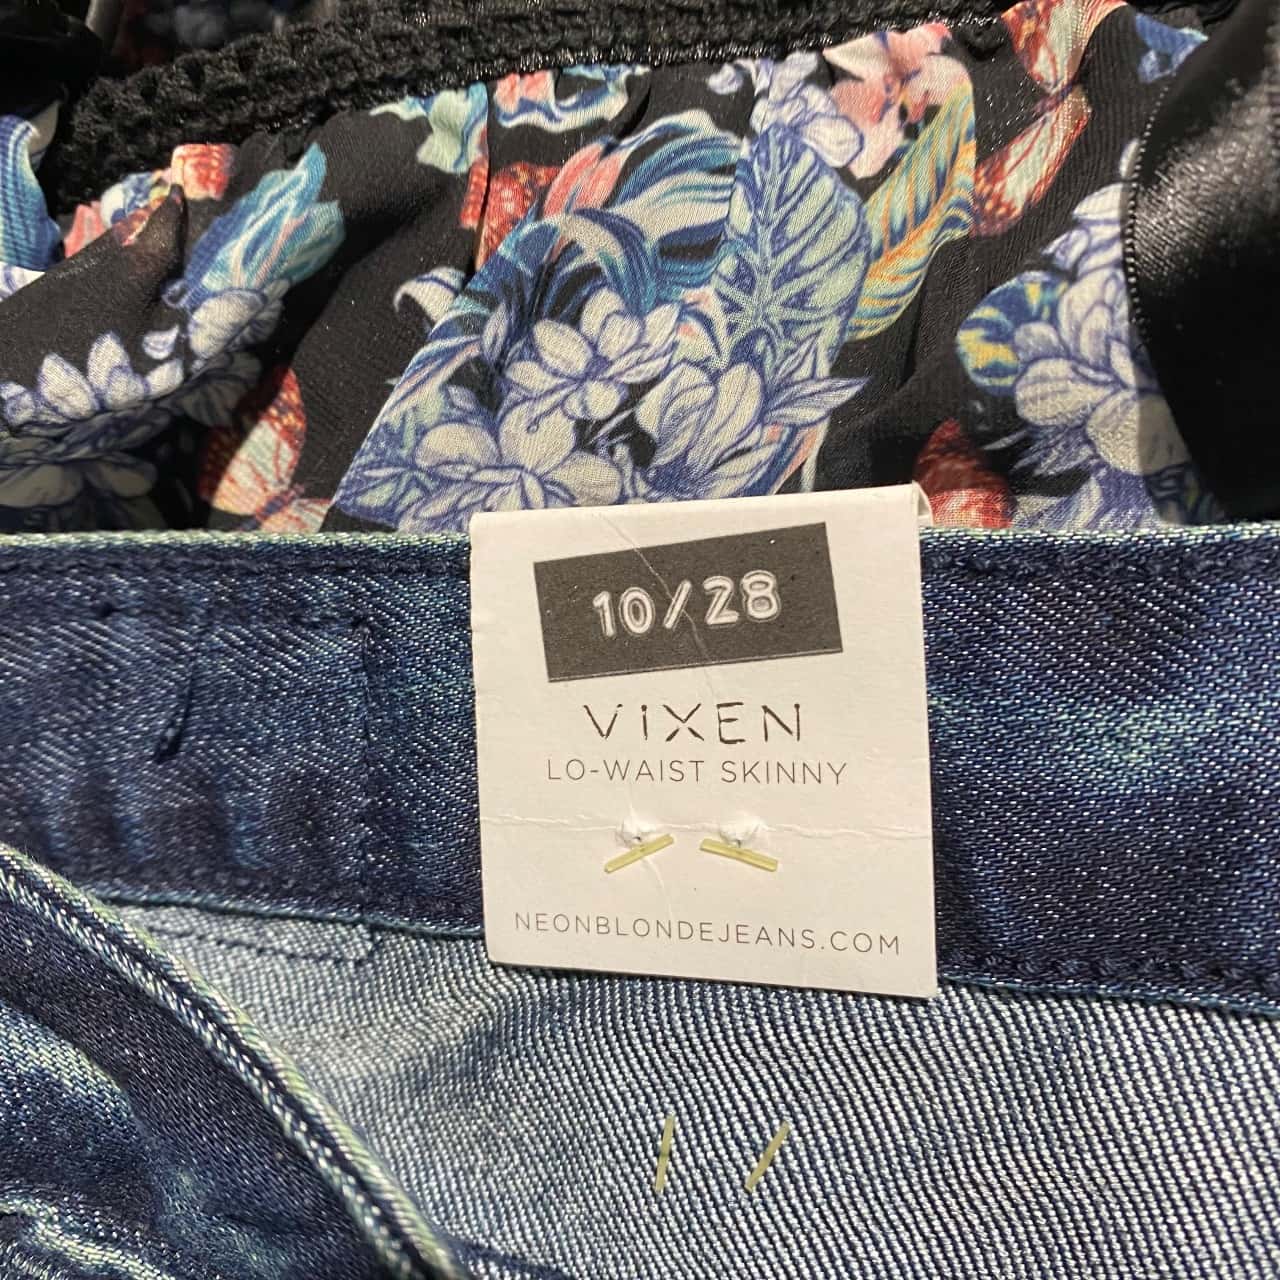 10/28
VIXEN
LO-WAIST SKINNY
NEONBLONDEJEANS.COM